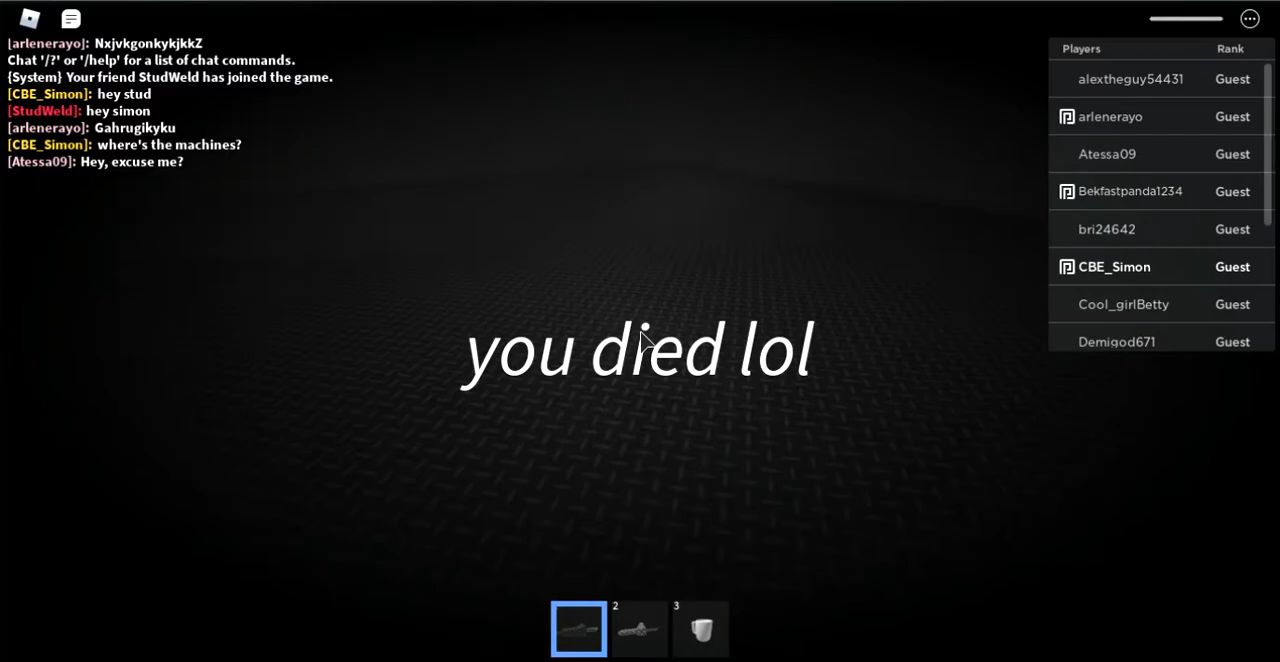 [arlenerayo]: NxjvkgonkykjkkZ
Chat '/?' or '/help' for a list of chat commands.
{System} Your friend StudWeld has joined the game.
[CBE_Simon]: hey stud
[StudWeld]: hey simon
[arlenerayo]: Gahrugikyku
[CBE_Simon]: where's the machines?
[Atessa09]: Hey, excuse me?
Players Rank
alextheguy54431 Guest
arlenerayo Guest
Atessa09 Guest
Bekfastpanda1234 Guest
bri24642 Guest
CBE_Simon Guest
Cool_girlBetty Guest
Demigod671 Guest
you died lol
2 3